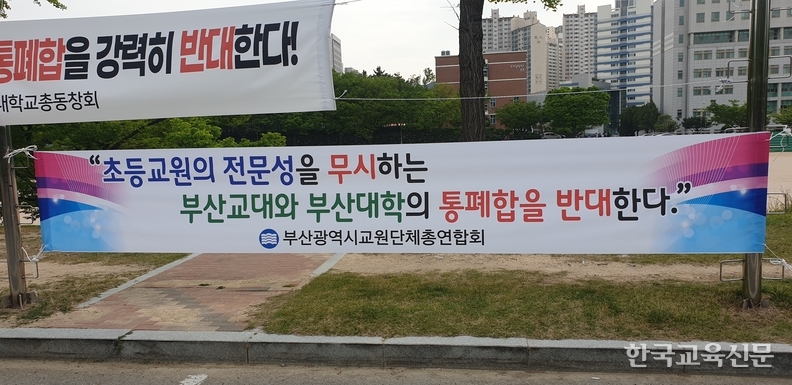 통폐합을 강력히 반대한다!
대학교총동창회
“초등교원의 전문성을 무시하는
부산교대와 부산대학의 통폐합을 반대한다.”
부산광역시교원단체총연합회
한국교육신문